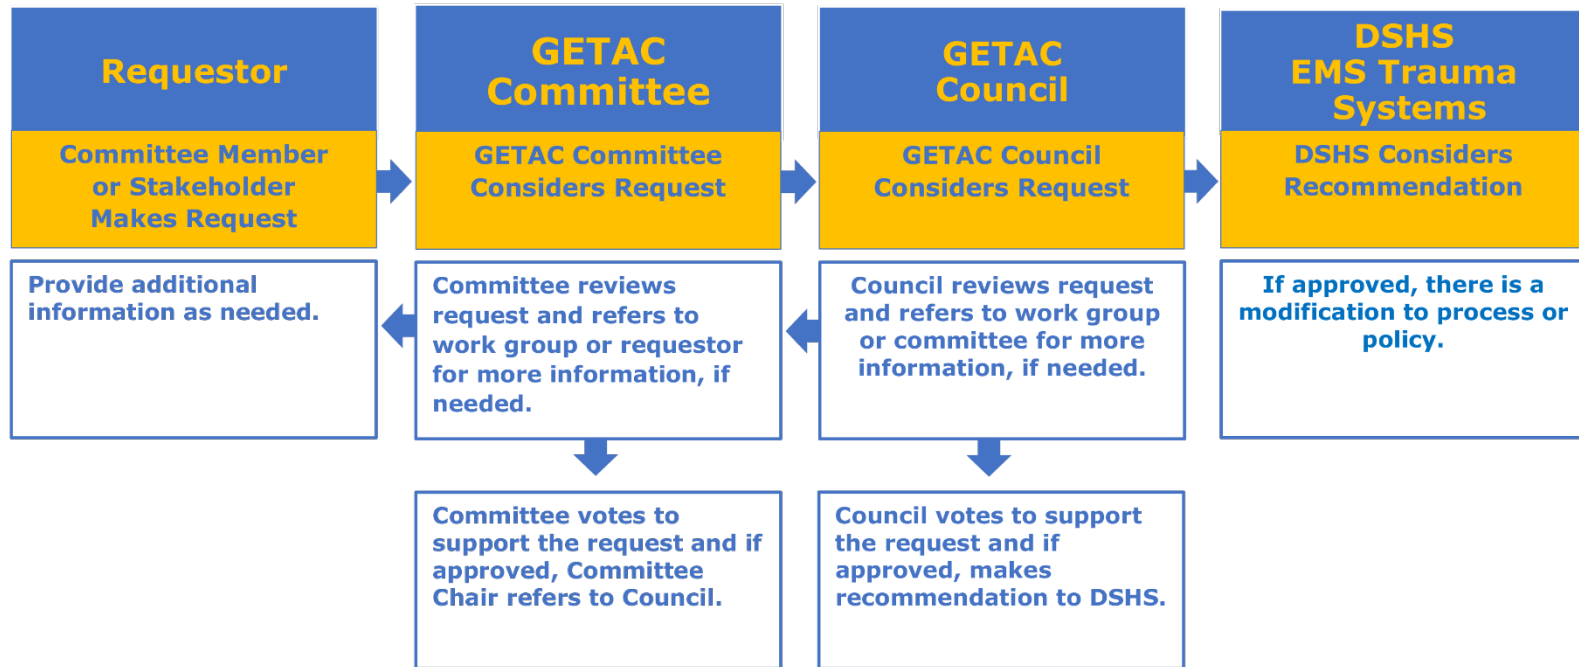 Requestor
Committee Member
or Stakeholder
Makes Request
Provide additional
information as needed.
GETAC
Committee
GETAC Committee
Considers Request
Committee reviews
request and refers to
work group or requestor
for more information, if
needed.
Committee votes to
support the request and if
approved, Committee
Chair refers to Council.
GETAC
Council
GETAC Council
Considers Request
Council reviews request
and refers to work group
or committee for more
information, if needed.
Council votes to support
the request and if
approved, makes
recommendation to DSHS.
DSHS
EMS Trauma
Systems
DSHS Considers
Recommendation
If approved, there is a
modification to process or
policy.